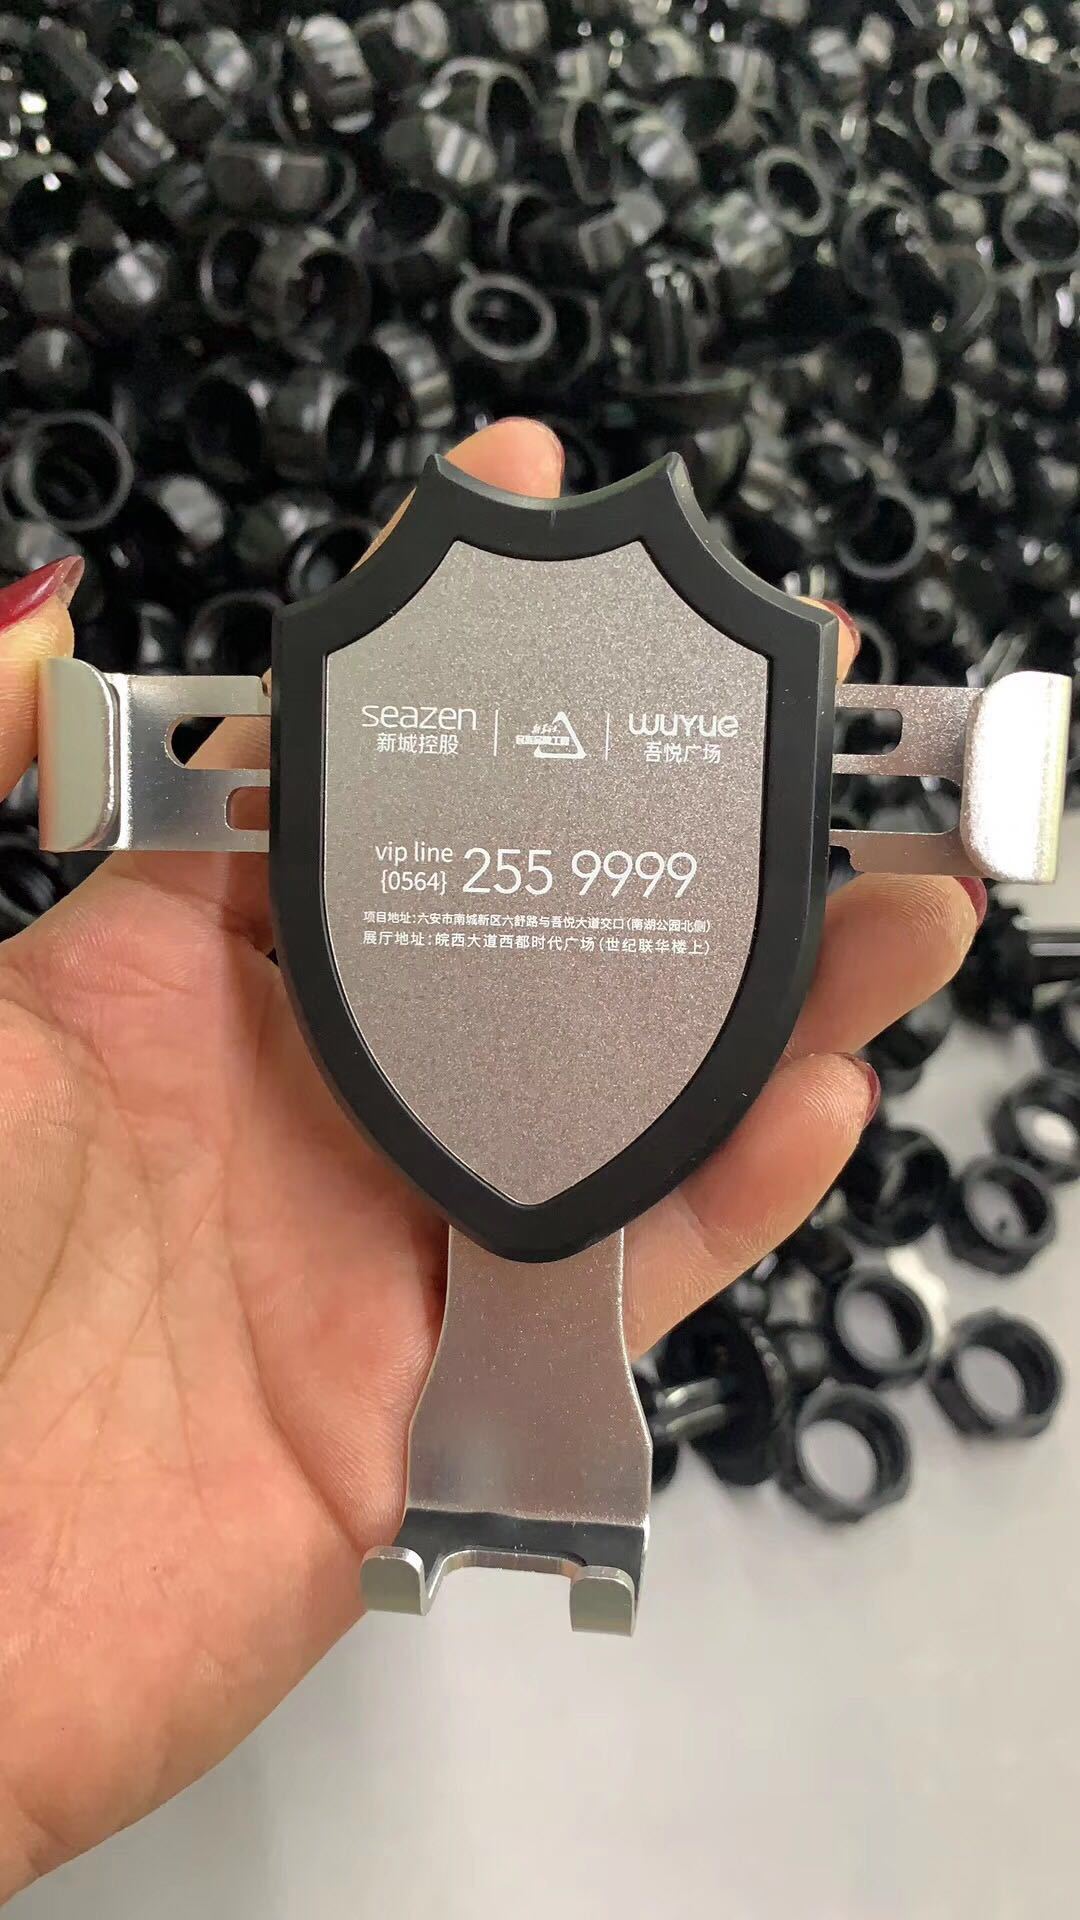 seazen
新城控股
wuyue
吾悦广场
vip line
{0564} 255 9999
项目地址:六安市南城新区六舒路与吾悦大道交口(南湖公园北侧)
展厅地址:皖西大道西都时代广场(世纪联华楼上)